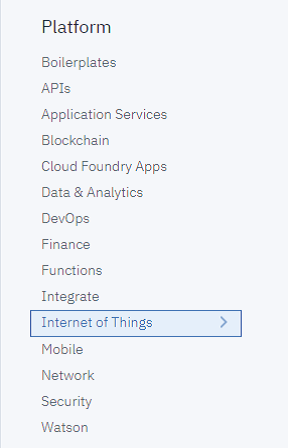 Platform
Boilerplates
APIs
Application Services
Blockchain
Cloud Foundry Apps
Data & Analytics
DevOps
Finance
Functions
Integrate
Internet of Things
Mobile
Network
Security
Watson